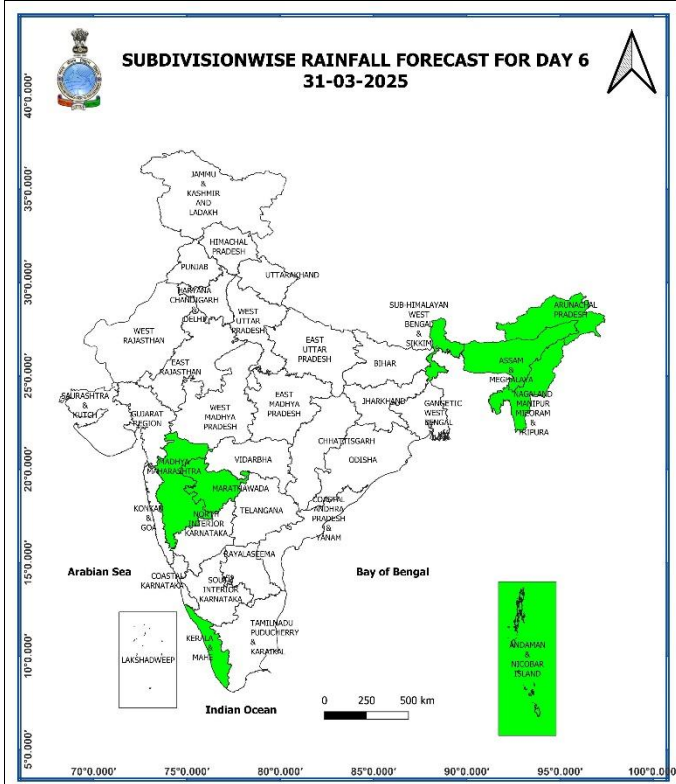 SUBDIVISIONWISE RAINFALL FORECAST FOR DAY 6
31-03-2025
40°0.000'
35°0.000'
30°0.000'
25°0.000'
20°0.000'
15°0.000'
10°0.000'
5°0.000'
JAMMU
&
KASHMIR
AND
LADAKH
HIMACHAL
PRADESH
PUNJAB
UTTARAKHAND
HARYANA
CHANDIGARH
&
DELHI
WEST
UTTAR
PRADESH
WEST
RAJASTHAN
EAST
RAJASTHAN
EAST
UTTAR
PRADESH
SUB-HIMALAYAN
WEST
BENGAL
&
SIKKIM
ARUNACHAL
PRADESH
BIHAR
ASSAM
&
MEGHALAYA
NAGALAND
MANIPUR
MIZORAM
&
TRIPURA
SAURASHTRA
&
KUTCH
GUJARAT
REGION
WEST
MADHYA
PRADESH
EAST
MADHYA
PRADESH
JHARKHAND
GANGETIC
WEST
BENGAL
CHHATTISGARH
ODISHA
MADHYA
MAHARASHTRA
VIDARBHA
MARATHAWADA
KONKAN
&
GOA
NORTH
INTERIOR
KARNATAKA
TELANGANA
COASTAL
ANDHRA
PRADESH
&
YANAM
RAYALASEEMA
Arabian Sea
Bay of Bengal
COASTAL
KARNATAKA
SOUTH
INTERIOR
KARNATAKA
TAMILNADU
PUDUCHERRY
&
KARAIKAL
KERALA
&
MAHE
LAKSHADWEEP
ANDAMAN
&
NICOBAR
ISLAND
Indian Ocean
0 250 500 km
70°0.000' 75°0.000' 80°0.000' 85°0.000' 90°0.000' 95°0.000' 100°0.000'